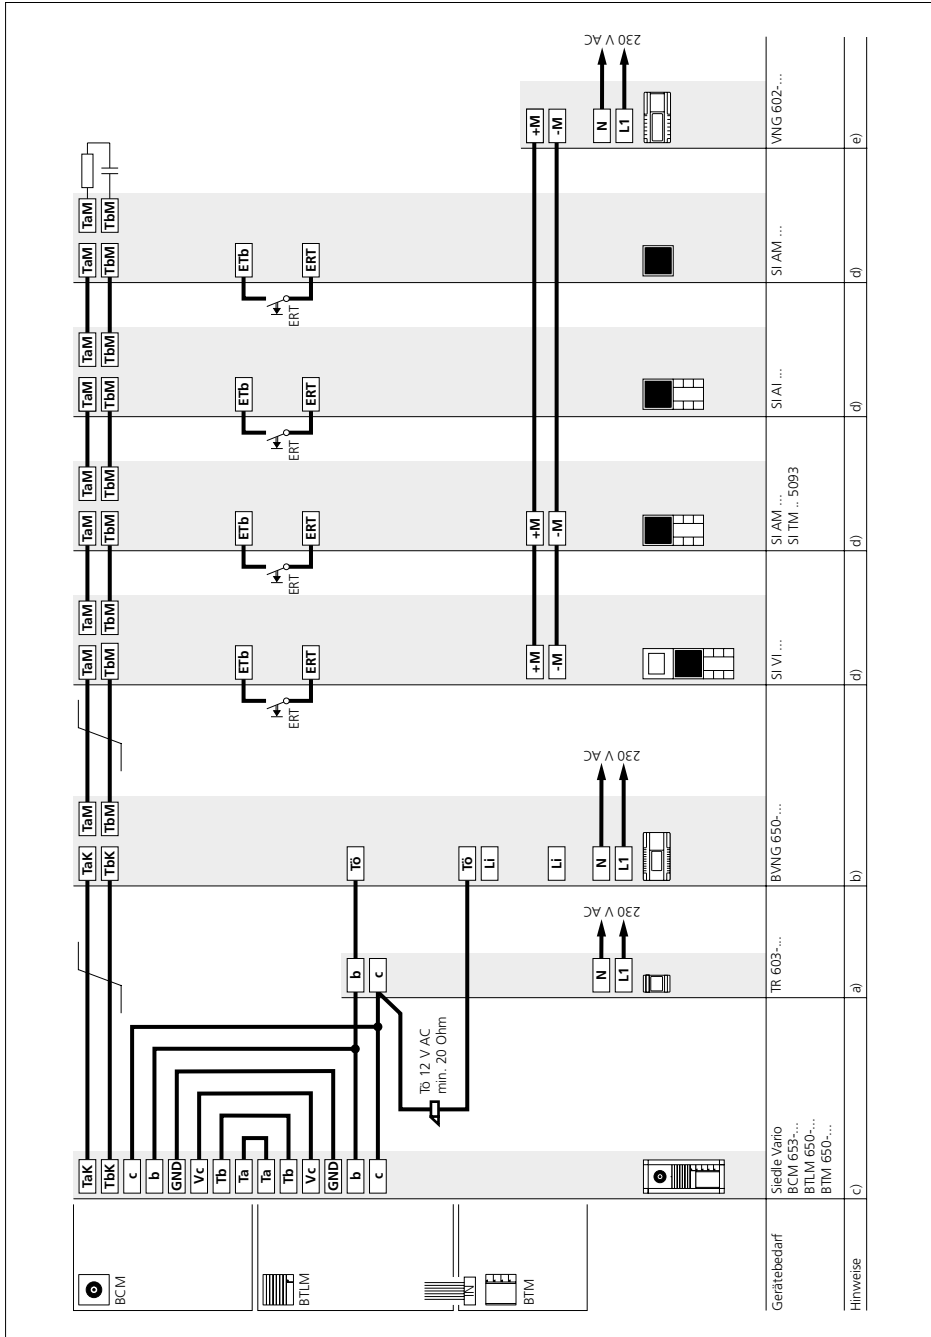 TaK TaK TaM TaM TaM TaM TaM TaM TaM TaM TaM
TbK TbK TbM TbM TbM TbM TbM TbM TbM TbM TbM
BCM
c
b
GND
Vc
Tb
Ta ETb ETb ETb ETb
Ta
Tb
ERT ERT ERT ERT
BTLM
Vc ERT ERT ERT ERT
GND
b b Tö
c c
Tö 12 V AC
min. 20 Ohm
IN Tö
Li
BTM
+M +M +M
Li -M -M -M
N N N
230 V AC 230 V AC 230 V AC
L1 L1 L1
Gerätebedarf
Siedle Vario
BCM 653-...
BTLM 650-...
BTM 650-...
TR 603-...
BVNG 650-...
SI VI ...
SI AM ...
SI TM .. 5093
SI AI ...
SI AM ...
VNG 602-...
Hinweise c) a) b) d) d) d) d) e)